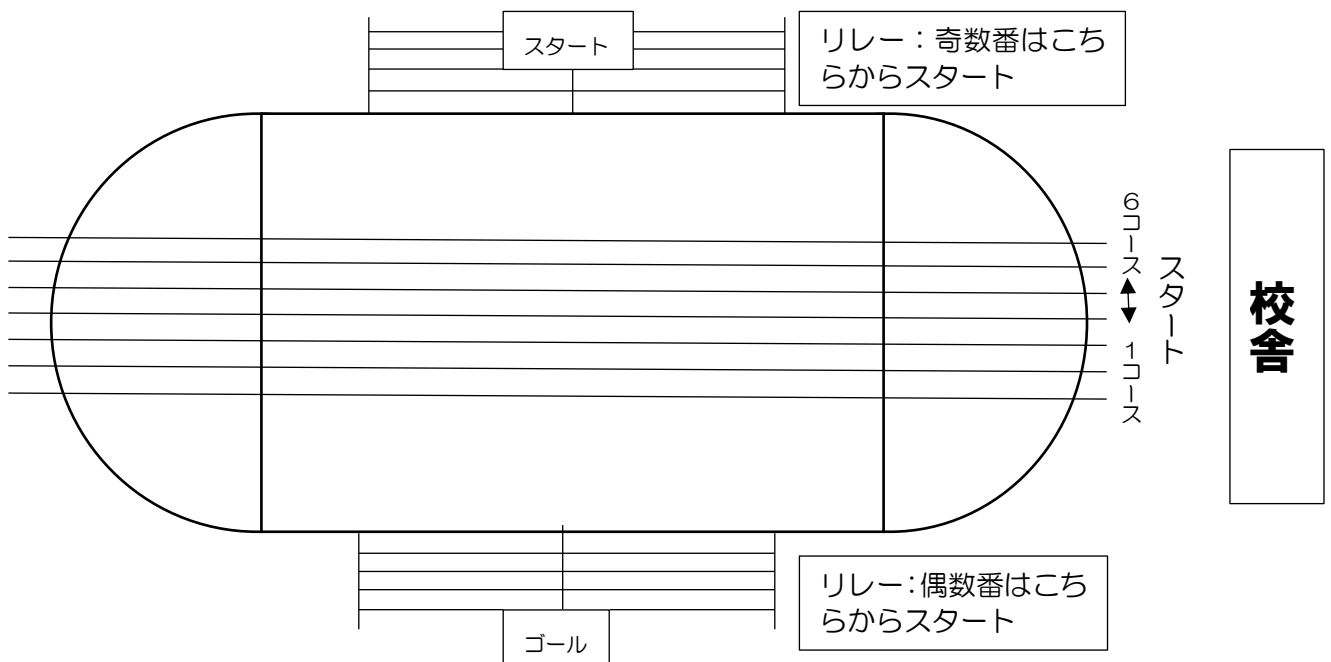 スタート
リレー：奇数番はこち
らからスタート
6コース
1コース
スタート
校舎
リレー：偶数番はこち
らからスタート
ゴール